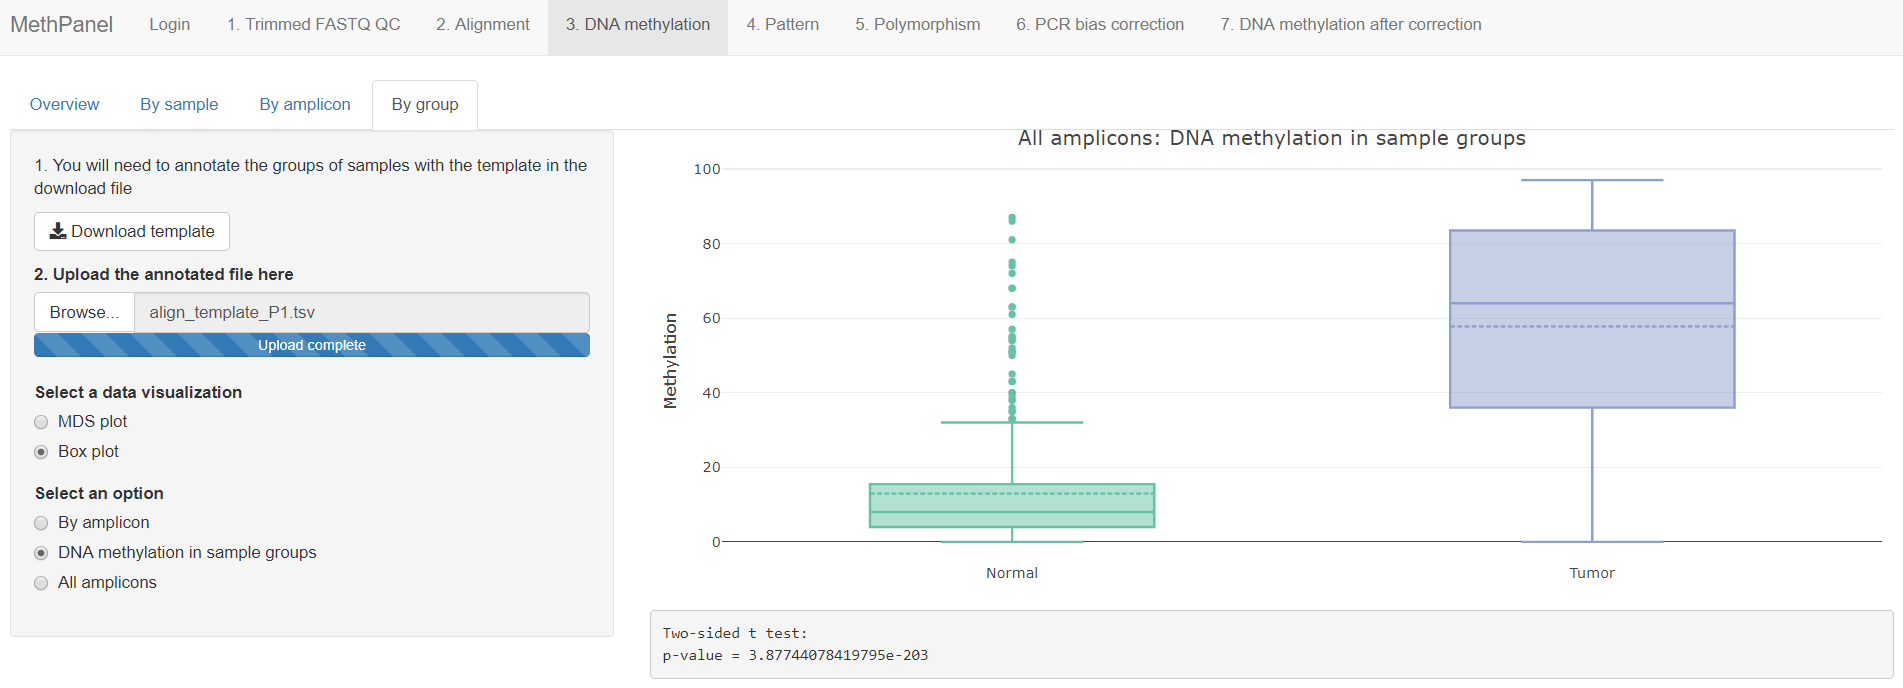 MethPanel Login 1. Trimmed FASTQ QC 2. Alignment 3. DNA methylation 4. Pattern 5. Polymorphism 6. PCR bias correction 7. DNA methylation after correction
Overview By sample By amplicon By group
1. You will need to annotate the groups of samples with the template in the
download file
Download template
2. Upload the annotated file here
Browse... align_template_P1.tsv
Upload complete
Select a data visualization
MDS plot
Box plot
Select an option
By amplicon
DNA methylation in sample groups
All amplicons
All amplicons: DNA methylation in sample groups
Methylation
100
80
60
40
20
0
Normal Tumor
Two-sided t test:
p-value = 3.87744078419795e-203